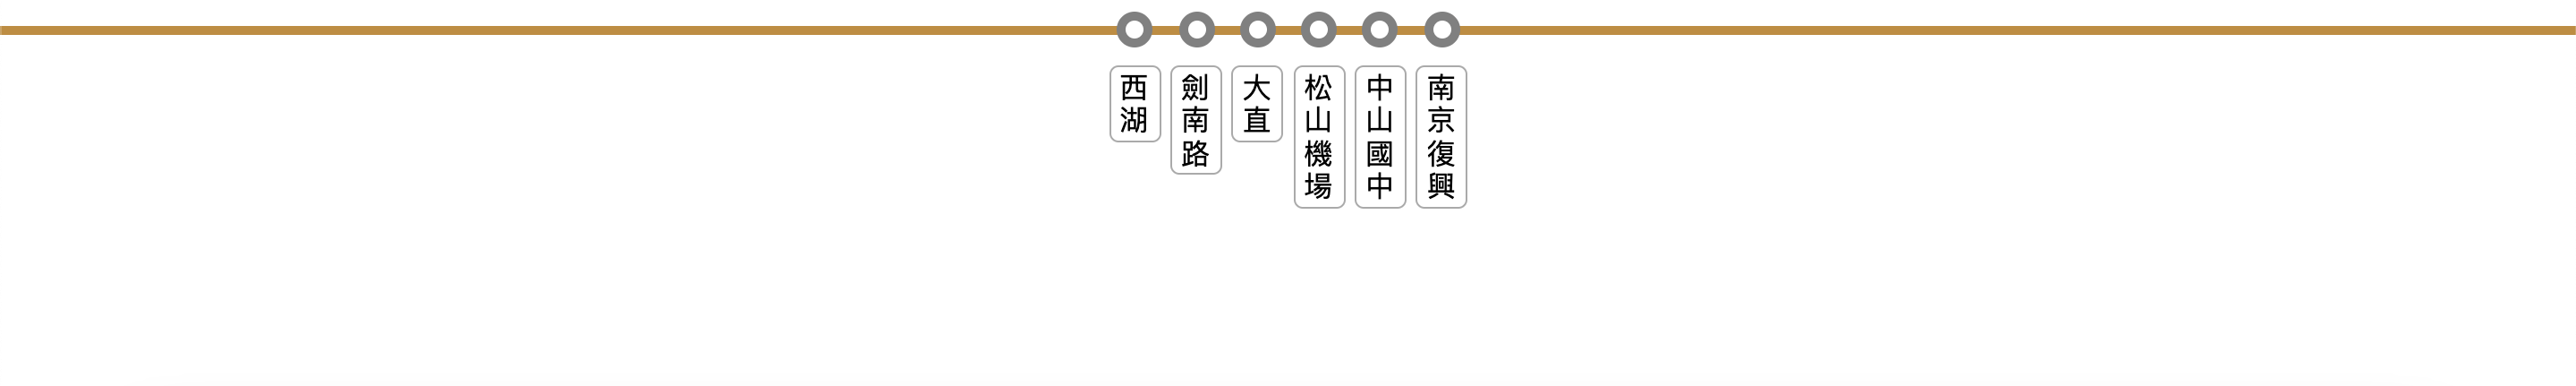 西湖
劍南路
大直
松山機場
中山國中
南京復興